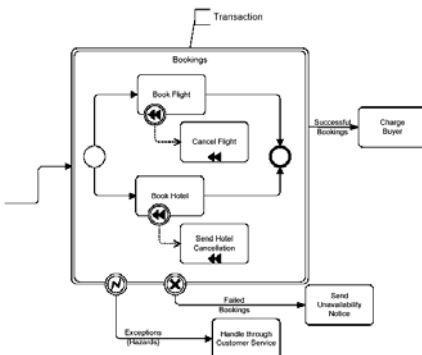 Transaction
Bookings
Book Flight
Cancel Flight
Successful
Bookings
Charge
Buyer
Book Hotel
Send Hotel
Cancellation
Failed
Bookings
Send
Unavailability
Notice
Exceptions
(Hazards)
Handle through
Customer Service